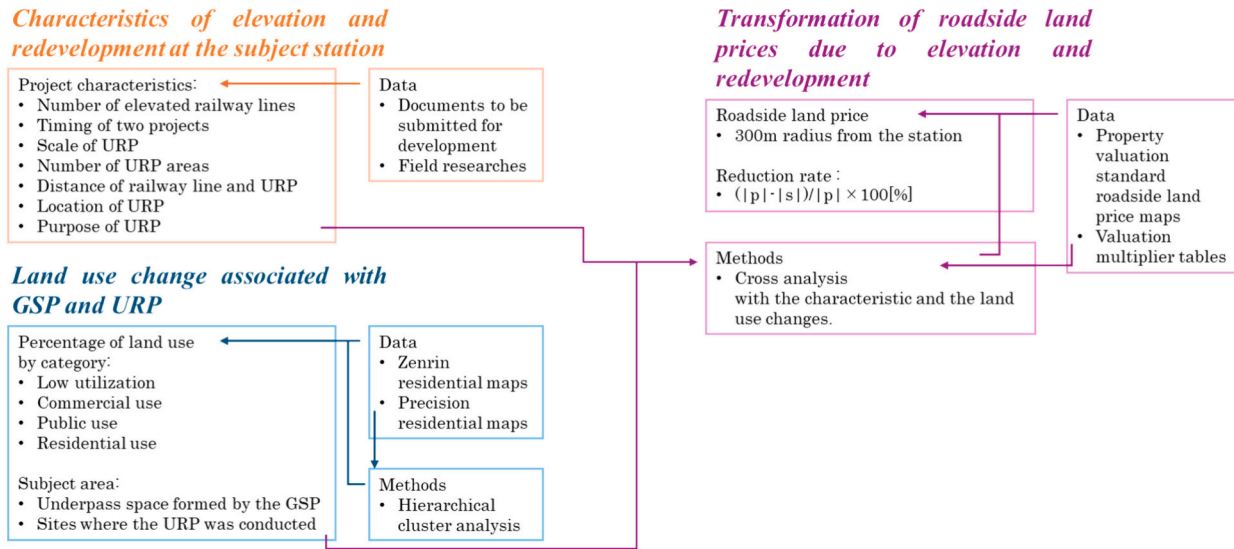 Characteristics of elevation and
redevelopment at the subject station
Project characteristics:
• Number of elevated railway lines
• Timing of two projects
• Scale of URP
• Number of URP areas
• Distance of railway line and URP
• Location of URP
• Purpose of URP
Data
• Documents to be
submitted for
development
• Field researches
Land use change associated with
GSP and URP
Percentage of land use
by category:
• Low utilization
• Commercial use
• Public use
• Residential use
Subject area:
• Underpass space formed by the GSP
• Sites where the URP was conducted
Data
• Zenrin
residential maps
• Precision
residential maps
Methods
• Hierarchical
cluster analysis
Transformation of roadside land
prices due to elevation and
redevelopment
Roadside land price
• 300m radius from the station
Reduction rate :
• (|p|-|s|)/|p| × 100[%]
Methods
• Cross analysis
with the characteristic and the land
use changes.
Data
• Property
valuation
standard
roadside land
price maps
• Valuation
multiplier tables